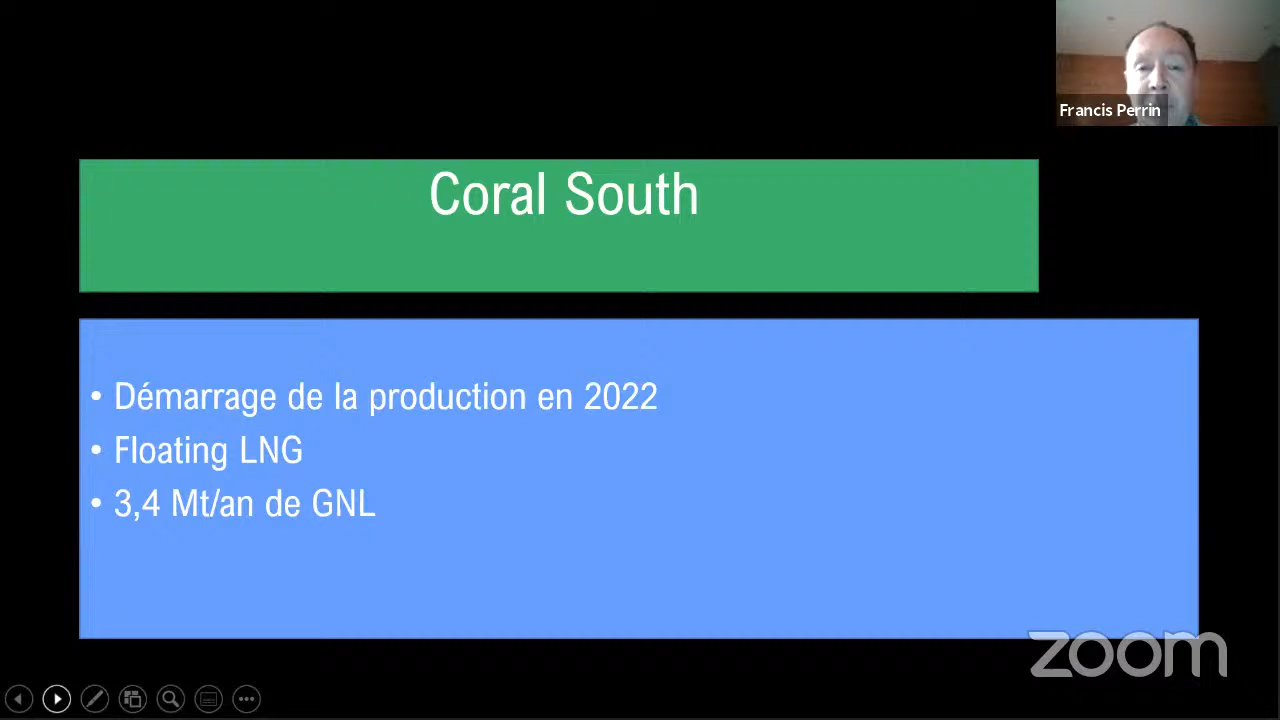 Francis Perrin
Coral South
• Démarrage de la production en 2022
• Floating LNG
• 3,4 Mt/an de GNL
zoom